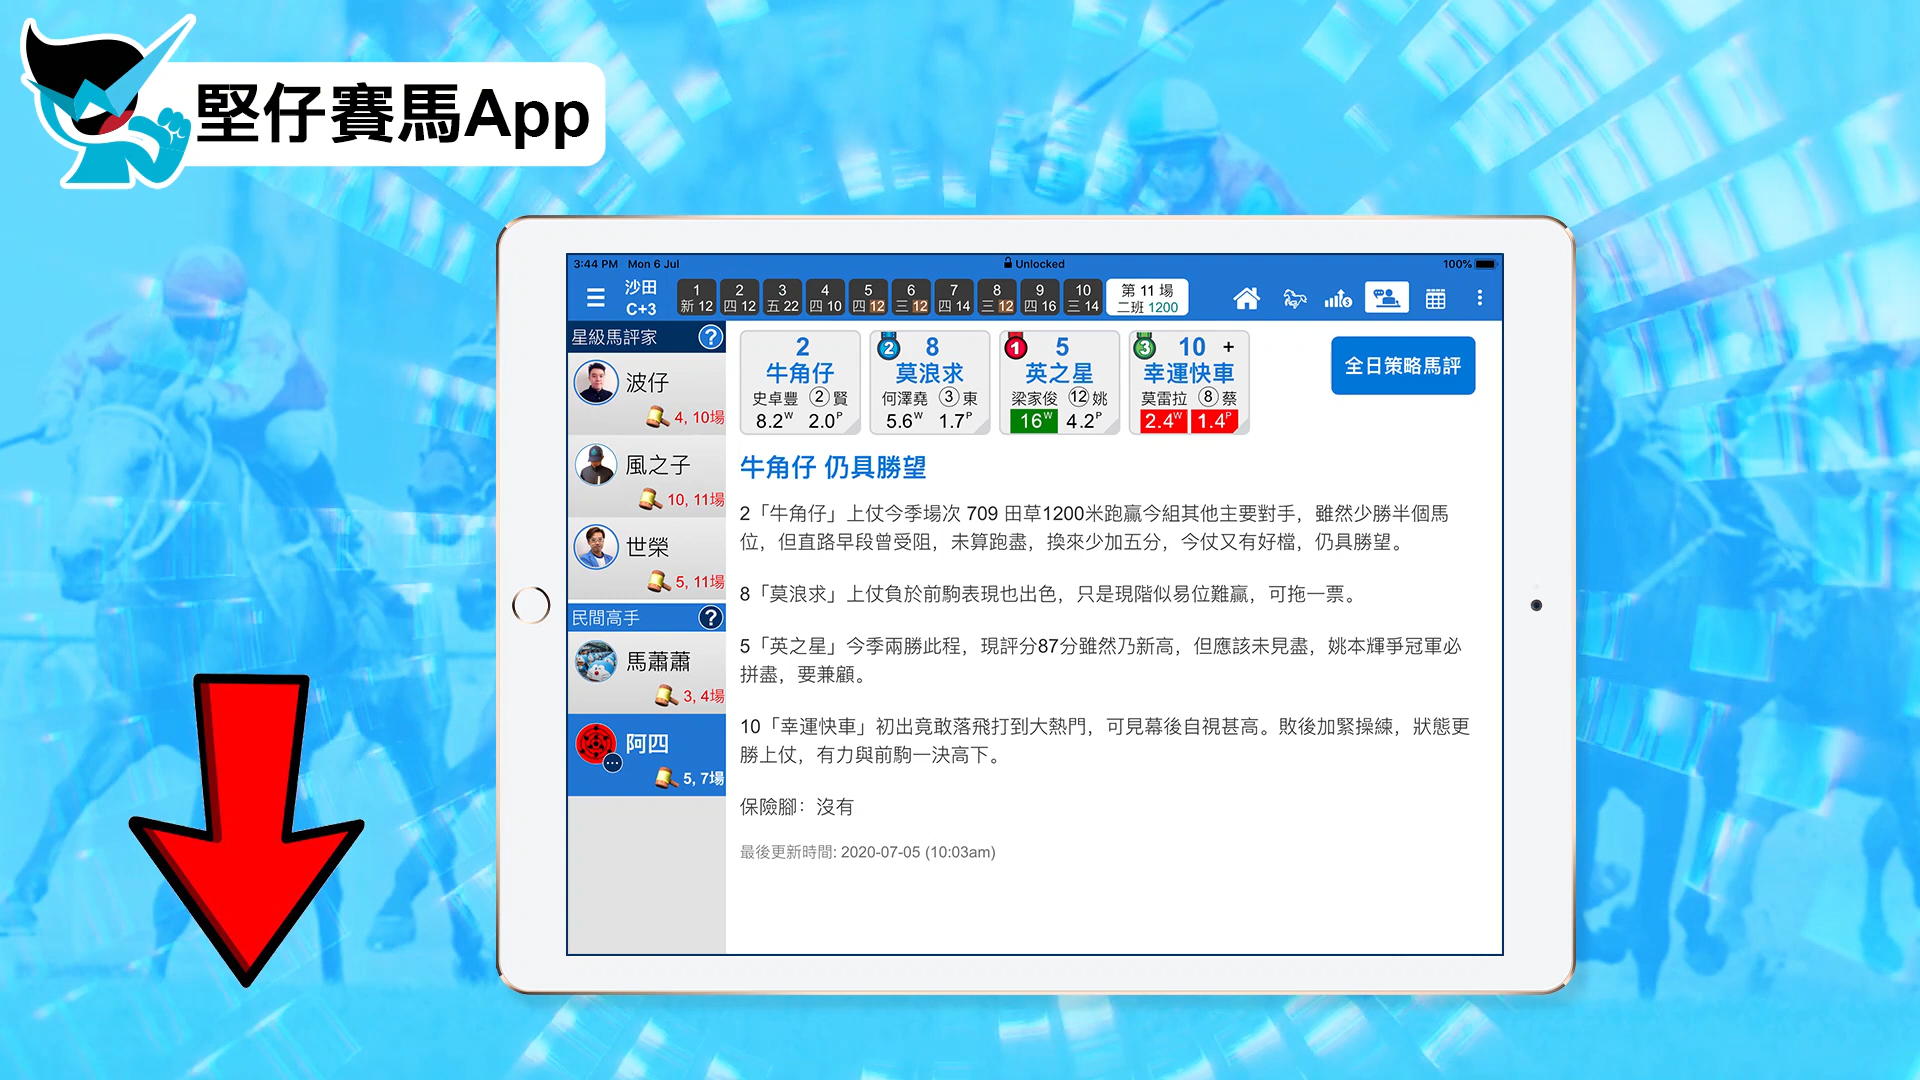 堅仔賽馬App
3:44 PM Mon 6 Jul
Unlocked
100%
沙田
C+3
1
新 12
2
四 12
3
五 22
4
四 10
5
四 12
6
三 12
7
四 14
8
三 12
9
四 16
10
三 14
第 11 場
二班 1200
星級馬評家 ?
波仔
4, 10場
風之子
10, 11場
世榮
5, 11場
民間高手 ?
馬蕭蕭
3, 4場
阿四
5, 7場
2
牛角仔
史卓豐 2 賢
8.2W 2.0P
2 8
莫浪求
何澤堯 3 東
5.6W 1.7P
1 5
英之星
梁家俊 12 姚
16W 4.2P
3 10 +
幸運快車
莫雷拉 8 蔡
2.4W 1.4P
全日策略馬評
牛角仔 仍具勝望
2「牛角仔」上仗今季場次 709 田草1200米跑贏今組其他主要對手，雖然少勝半個馬
位，但直路早段曾受阻，未算跑盡，換來少加五分，今仗又有好檔，仍具勝望。
8「莫浪求」上仗負於前駒表現也出色，只是現階似易位難贏，可拖一票。
5「英之星」今季兩勝此程，現評分87分雖然乃新高，但應該未見盡，姚本輝爭冠軍必
拼盡，要兼顧。
10「幸運快車」初出竟敢落飛打到大熱門，可見幕後自視甚高。敗後加緊操練，狀態更
勝上仗，有力與前駒一決高下。
保險腳：沒有
最後更新時間: 2020-07-05 (10:03am)